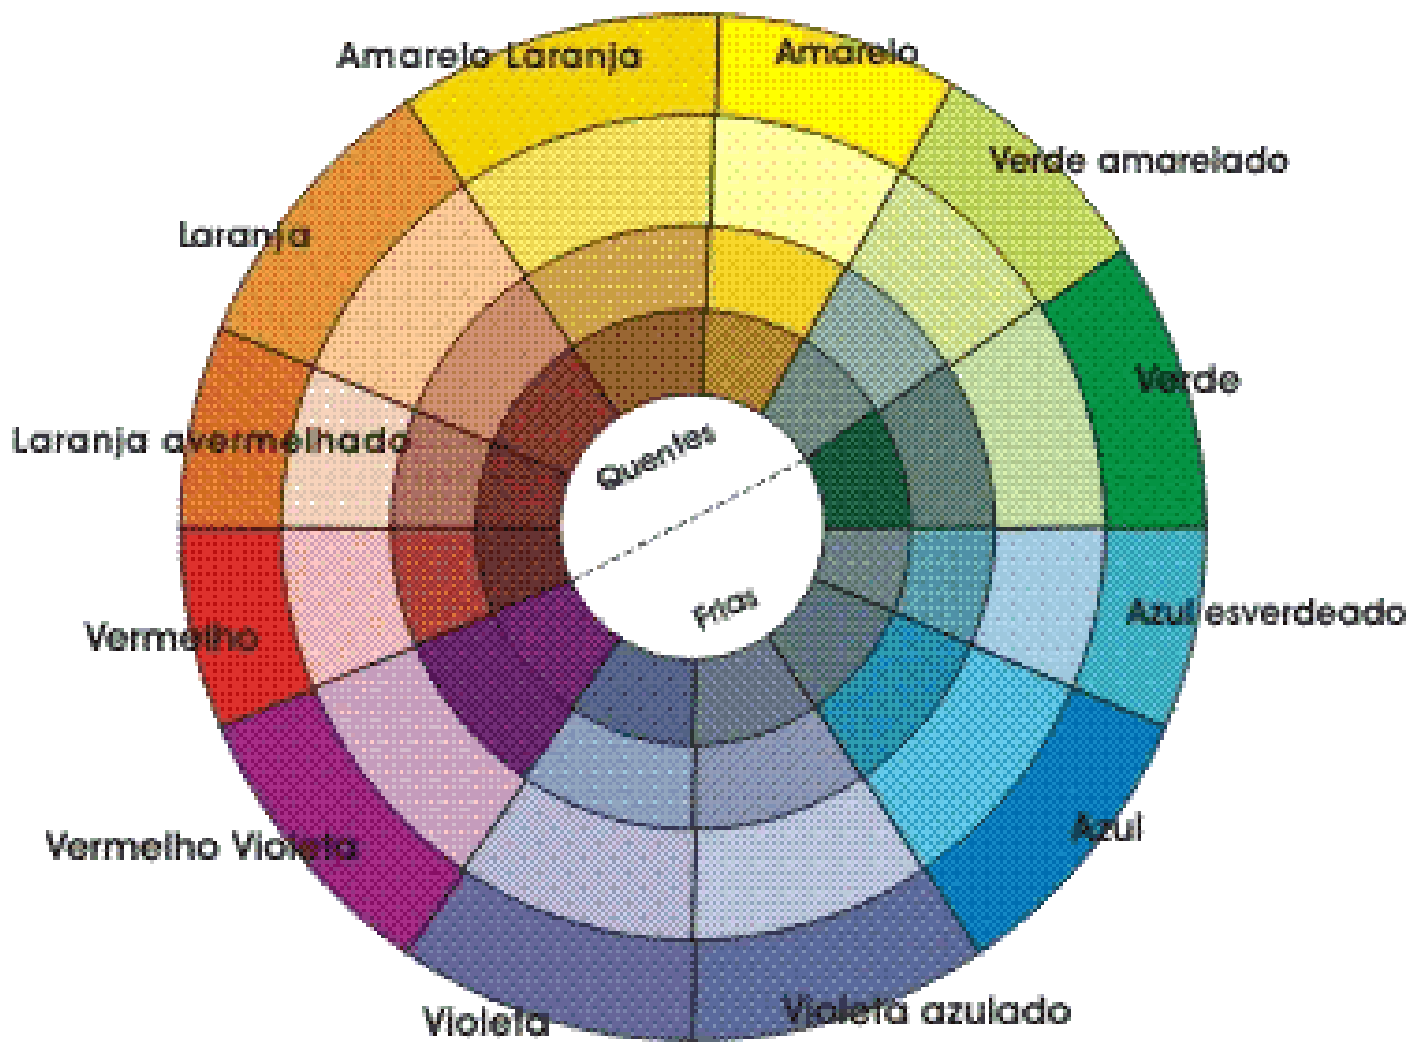 Amarelo Laranja
Amarelo
Verde amarelado
Laranja
Verde
Laranja avermelhado
Quentes
Frias
Azul esverdeado
Vermelho
Azul
Vermelho Violeta
Violeta azulado
Violeta